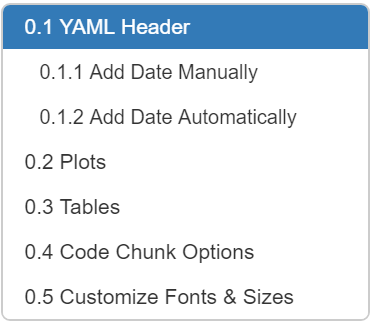 0.1 YAML Header
0.1.1 Add Date Manually
0.1.2 Add Date Automatically
0.2 Plots
0.3 Tables
0.4 Code Chunk Options
0.5 Customize Fonts & Sizes